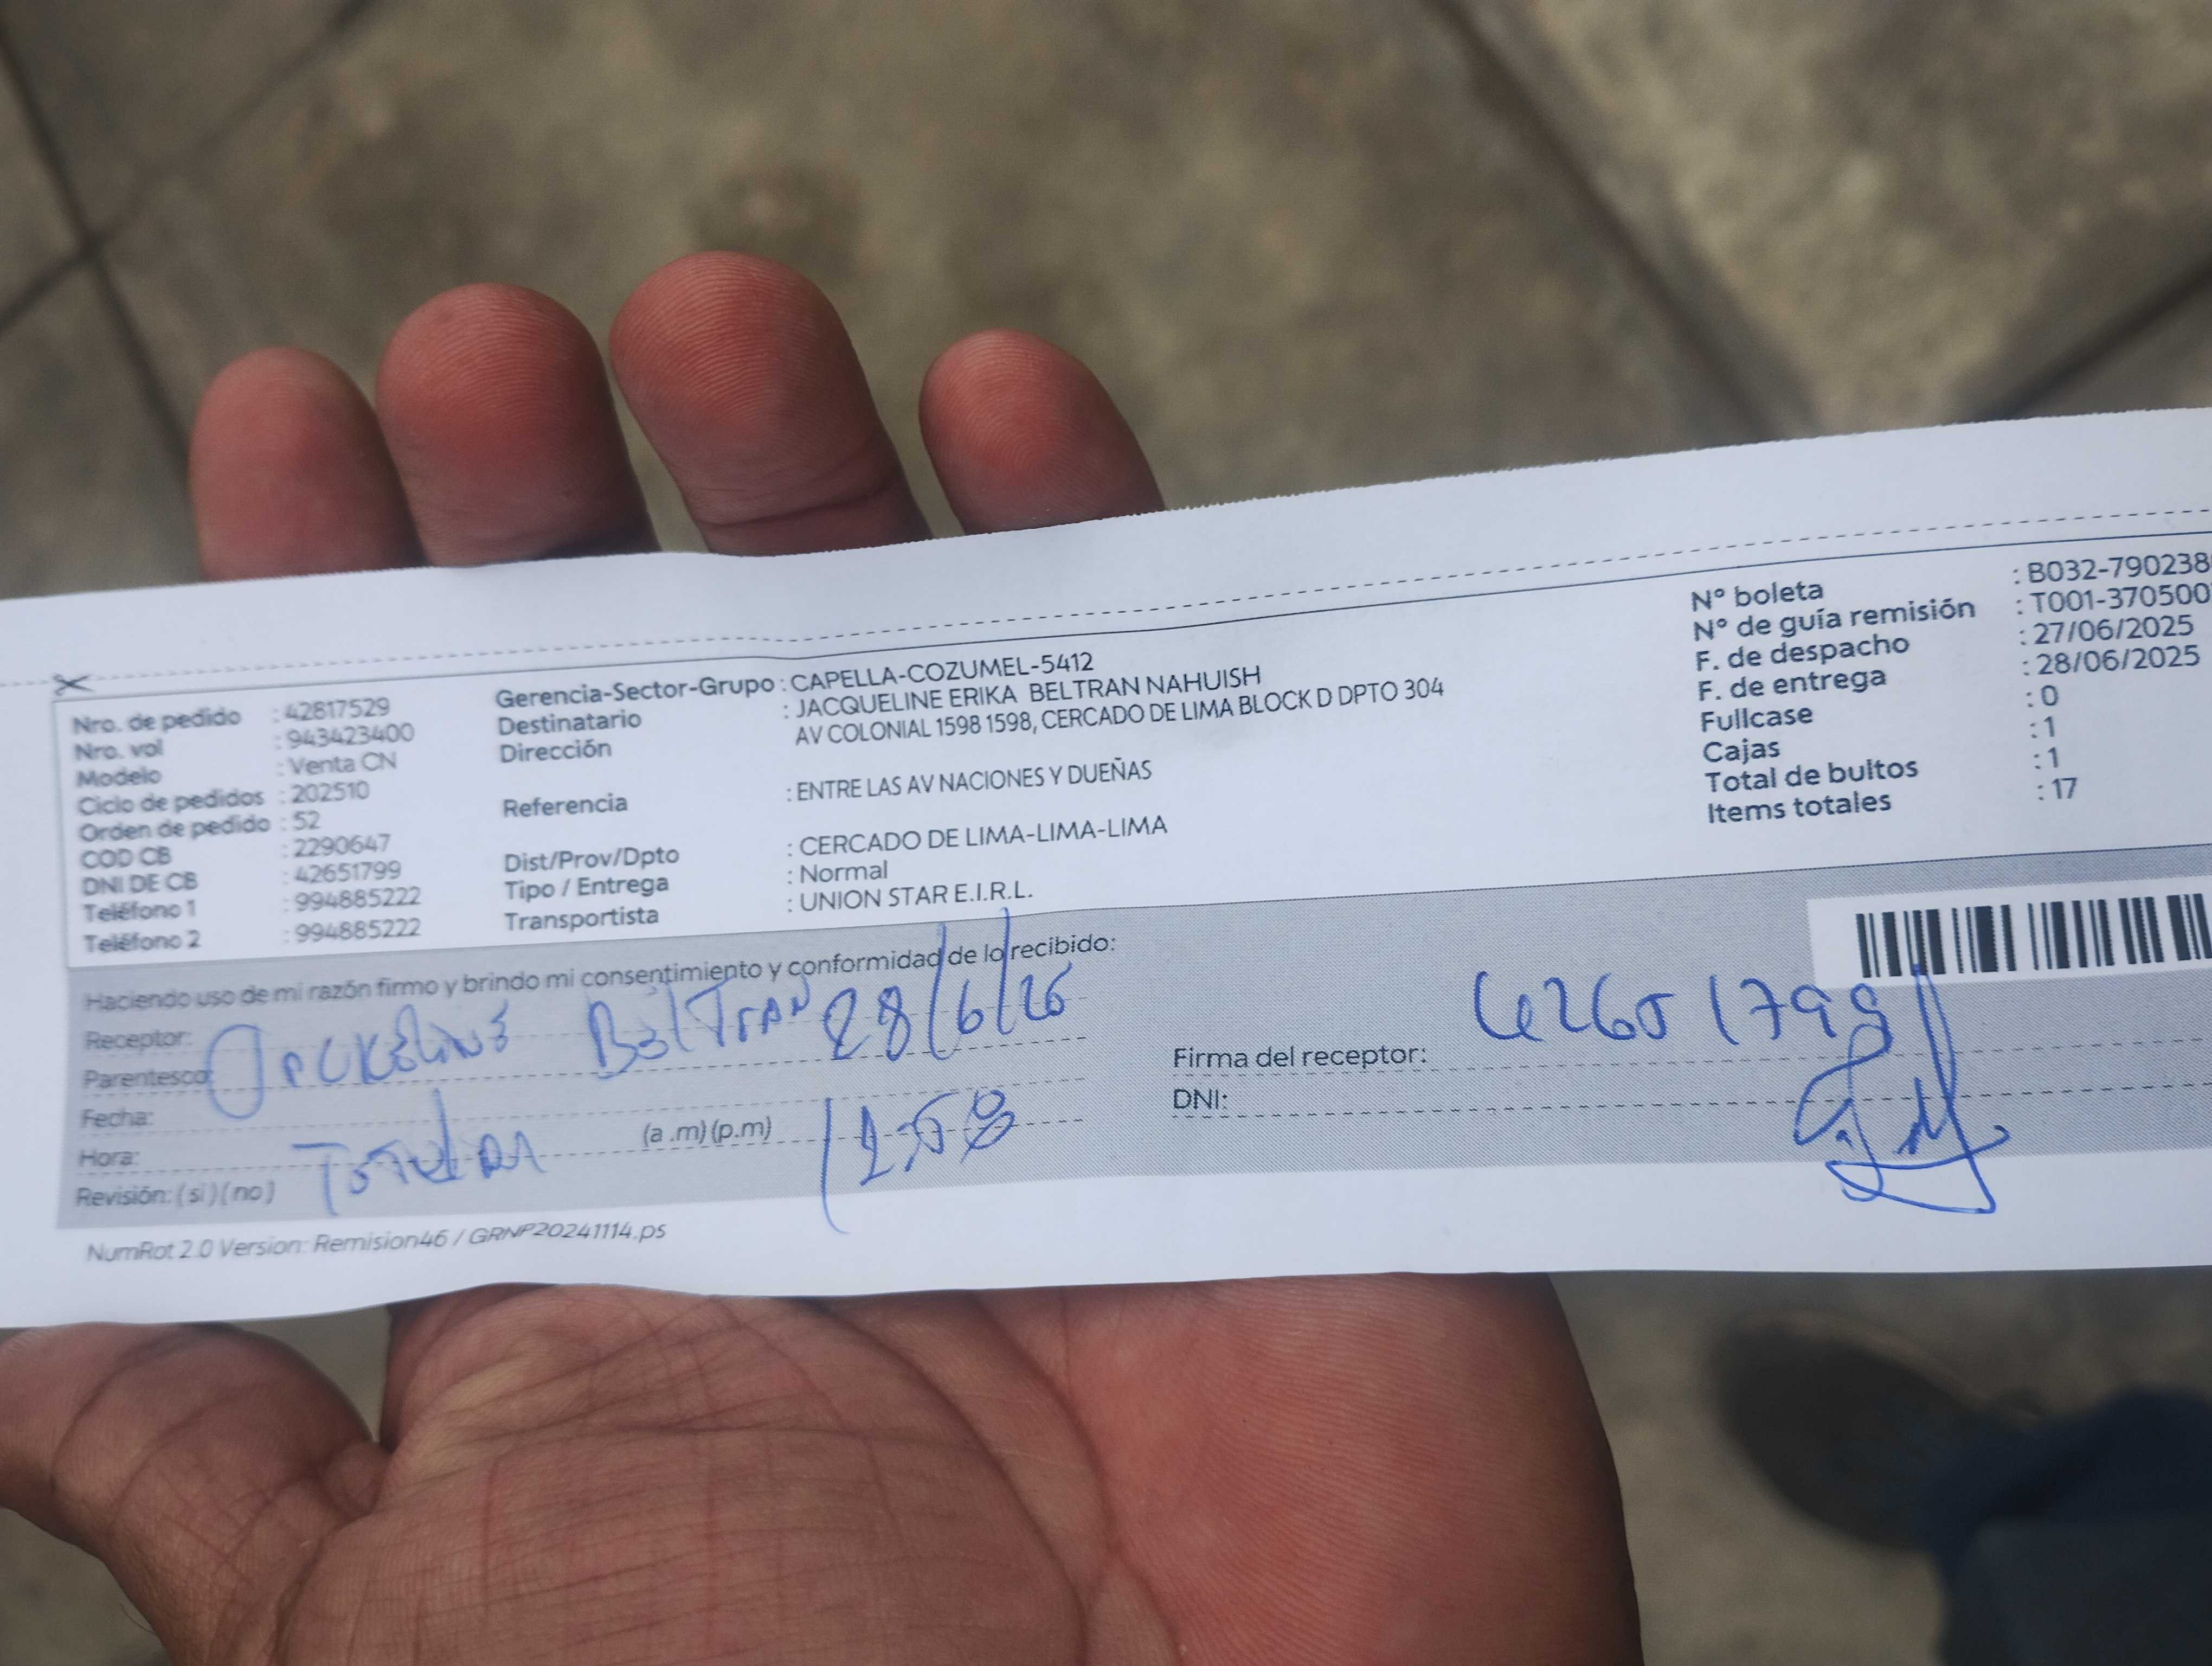 Nro. de pedido : 42817529
Nro. vol : 943423400
Modelo : Venta CN
Ciclo de pedidos : 202510
Orden de pedido : 52
COD CB : 2290647
DNI DE CB : 42651799
Teléfono 1 : 994885222
Teléfono 2 : 994885222
Gerencia-Sector-Grupo : CAPELLA-COZUMEL-5412
Destinatario : JACQUELINE ERIKA BELTRAN NAHUISH
Dirección AV COLONIAL 1598 1598, CERCADO DE LIMA BLOCK D DPTO 304
Referencia : ENTRE LAS AV NACIONES Y DUEÑAS
Dist/Prov/Dpto : CERCADO DE LIMA-LIMA-LIMA
Tipo / Entrega : Normal
Transportista : UNION STAR E.I.R.L.
N° boleta : B032-790238
N° de guía remisión : T001-370500
F. de despacho : 27/06/2025
F. de entrega : 28/06/2025
Fullcase : 0
Cajas : 1
Total de bultos : 1
Items totales : 17
Haciendo uso de mi razón firmo y brindo mi consentimiento y conformidad de lo recibido:
Receptor:
Parentesco:
Beltran 28/6/25
Fecha:
Hora: (a .m) (p.m) 12:58
Revisión: ( si ) ( no ) Titular
Firma del receptor: 42651799
DNI:
NumRot 2.0 Version: Remision46 / GRNP20241114.ps